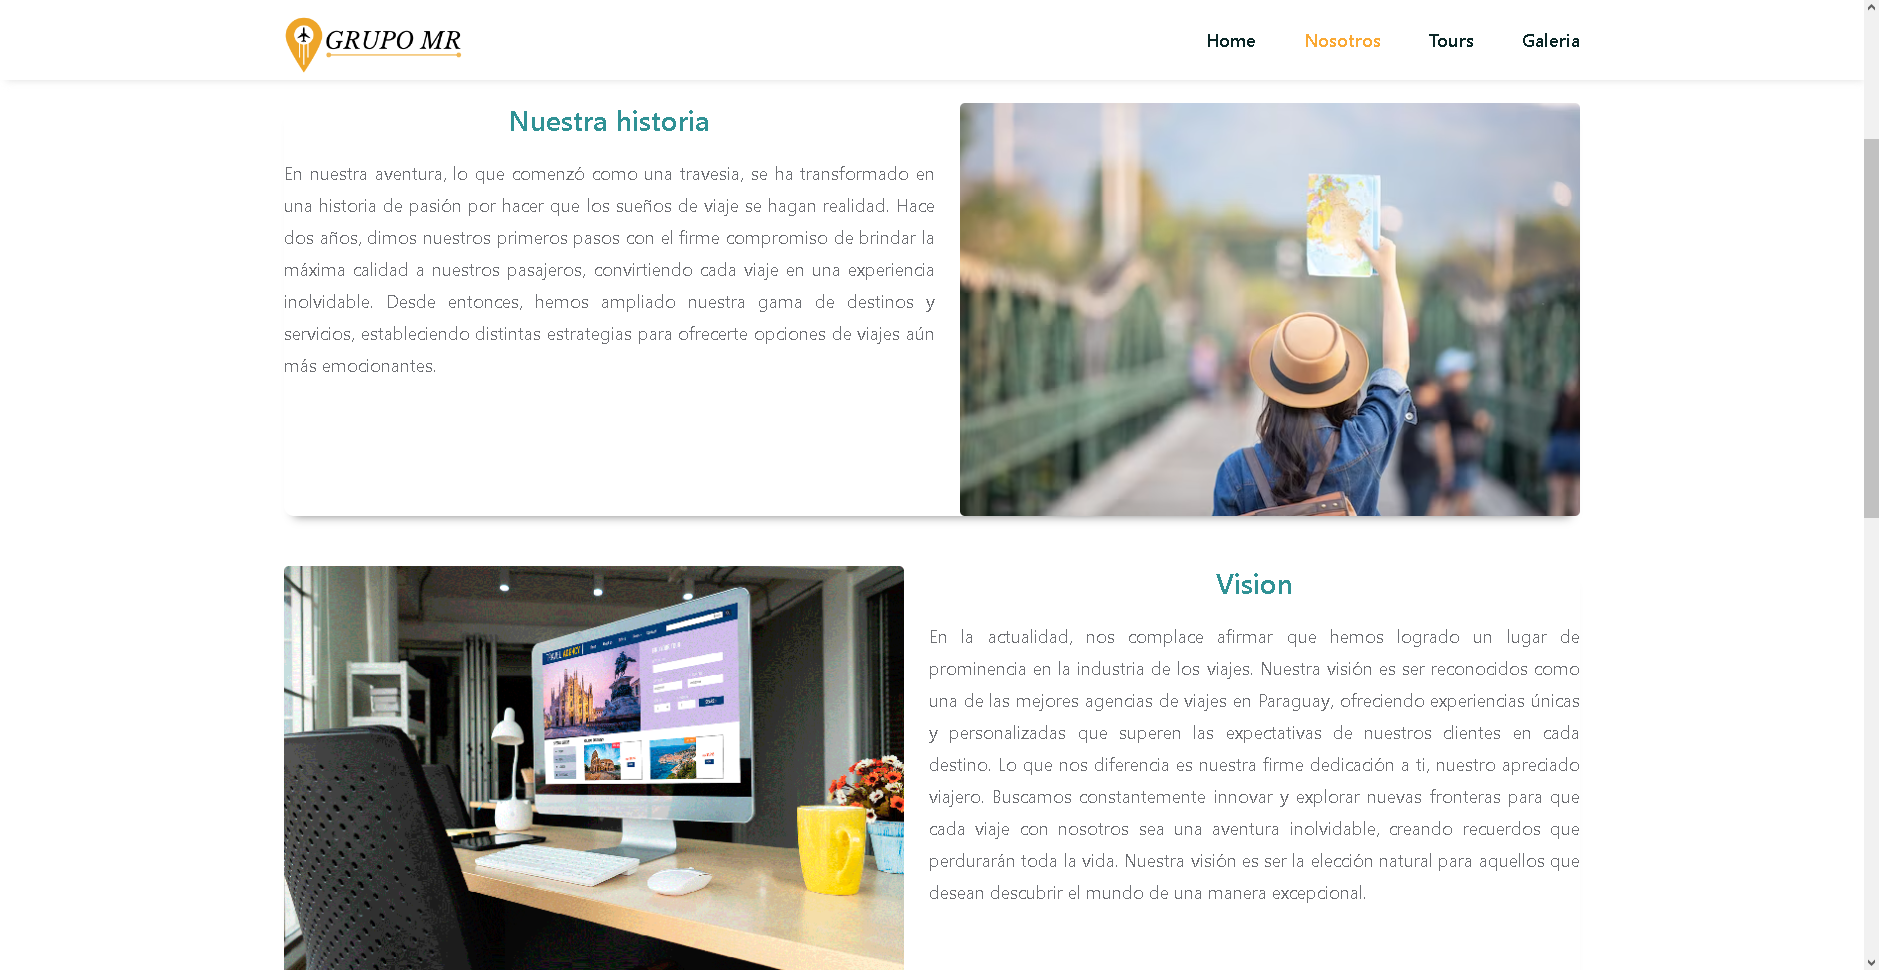 GRUPO MR
Home
Nosotros
Tours
Galeria
Nuestra historia
En nuestra aventura, lo que comenzó como una travesia, se ha transformado en
una historia de pasión por hacer que los sueños de viaje se hagan realidad. Hace
dos años, dimos nuestros primeros pasos con el firme compromiso de brindar la
máxima calidad a nuestros pasajeros, convirtiendo cada viaje en una experiencia
inolvidable. Desde entonces, hemos ampliado nuestra gama de destinos y
servicios, estableciendo distintas estrategias para ofrecerte opciones de viajes aún
más emocionantes.
TRAVEL AGENCY
Vision
En la actualidad, nos complace afirmar que hemos logrado un lugar de
prominencia en la industria de los viajes. Nuestra visión es ser reconocidos como
una de las mejores agencias de viajes en Paraguay, ofreciendo experiencias únicas
y personalizadas que superen las expectativas de nuestros clientes en cada
destino. Lo que nos diferencia es nuestra firme dedicación a ti, nuestro apreciado
viajero. Buscamos constantemente innovar y explorar nuevas fronteras para que
cada viaje con nosotros sea una aventura inolvidable, creando recuerdos que
perdurarán toda la vida. Nuestra visión es ser la elección natural para aquellos que
desean descubrir el mundo de una manera excepcional.